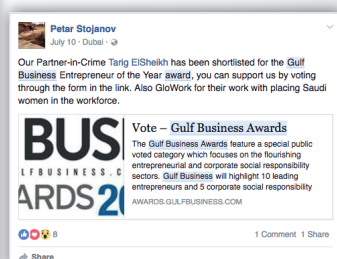 Petar Stojanov
July 10 · Dubai ·
Our Partner-in-Crime Tarig ElSheikh has been shortlisted for the Gulf
Business Entrepreneur of the Year award, you can support us by voting
through the form in the link. Also GloWork for their work with placing Saudi
women in the workforce.
BUS
LFBUSINESS.C
ARDS 20
Vote – Gulf Business Awards
The Gulf Business Awards feature a special public
voted category which focuses on the flourishing
entrepreneurial and corporate social responsibility
sectors. Gulf Business will highlight 10 leading
entrepreneurs and 5 corporate social responsibility
AWARDS.GULFBUSINESS.COM
8
1 Comment 1 Share
Share